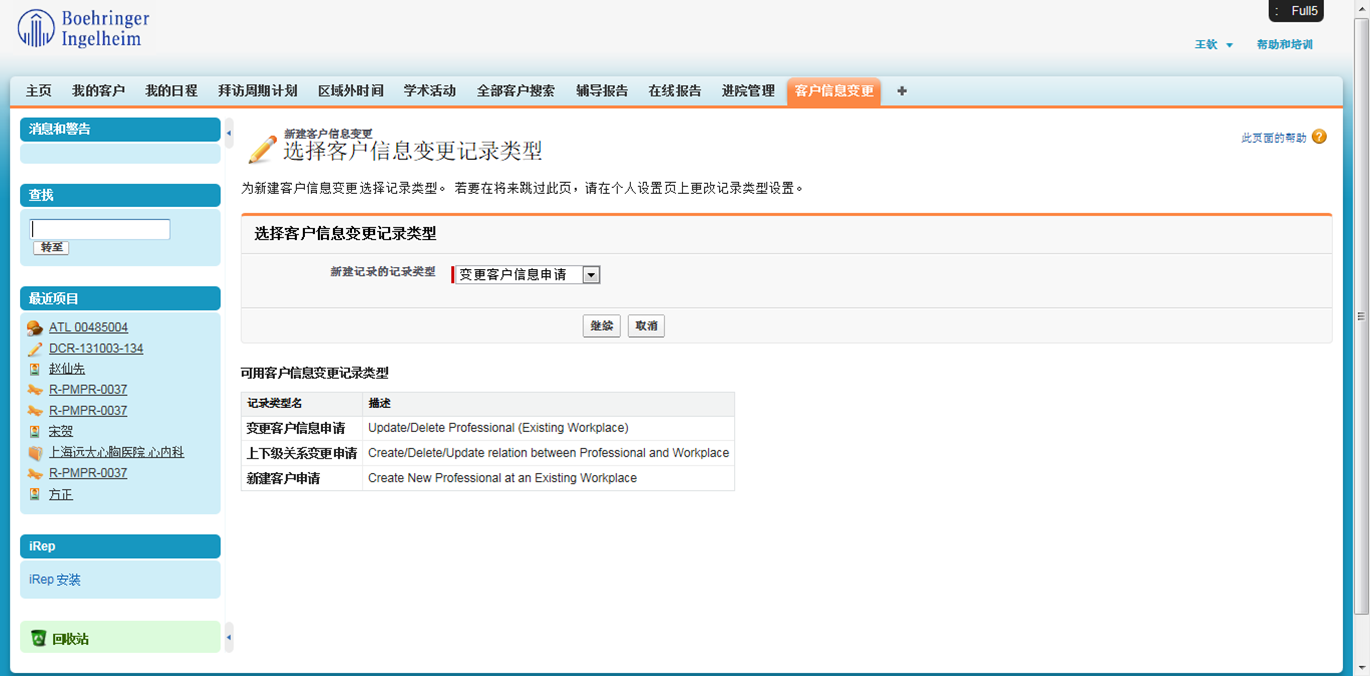 Boehringer
Ingelheim
: Full5
王钦 帮助和培训
主页 我的客户 我的日程 拜访周期计划 区域外时间 学术活动 全部客户搜索 辅导报告 在线报告 进院管理 客户信息变更 +
消息和警告
查找
转至
最近项目
ATL 00485004
DCR-131003-134
赵仙先
R-PMPR-0037
R-PMPR-0037
宋贺
上海远大心胸医院 心内科
R-PMPR-0037
方正
iRep
iRep 安装
回收站
新建客户信息变更
选择客户信息变更记录类型
此页面的帮助 ?
为新建客户信息变更选择记录类型。 若要在将来跳过此页，请在个人设置页上更改记录类型设置。
选择客户信息变更记录类型
新建记录的记录类型 变更客户信息申请
继续 取消
可用客户信息变更记录类型
记录类型名 描述
变更客户信息申请 Update/Delete Professional (Existing Workplace)
上下级关系变更申请 Create/Delete/Update relation between Professional and Workplace
新建客户申请 Create New Professional at an Existing Workplace